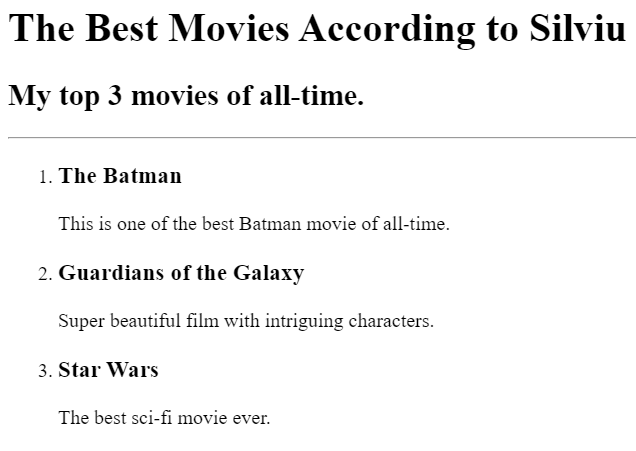 The Best Movies According to Silviu
My top 3 movies of all-time.
1. The Batman
This is one of the best Batman movie of all-time.
2. Guardians of the Galaxy
Super beautiful film with intriguing characters.
3. Star Wars
The best sci-fi movie ever.